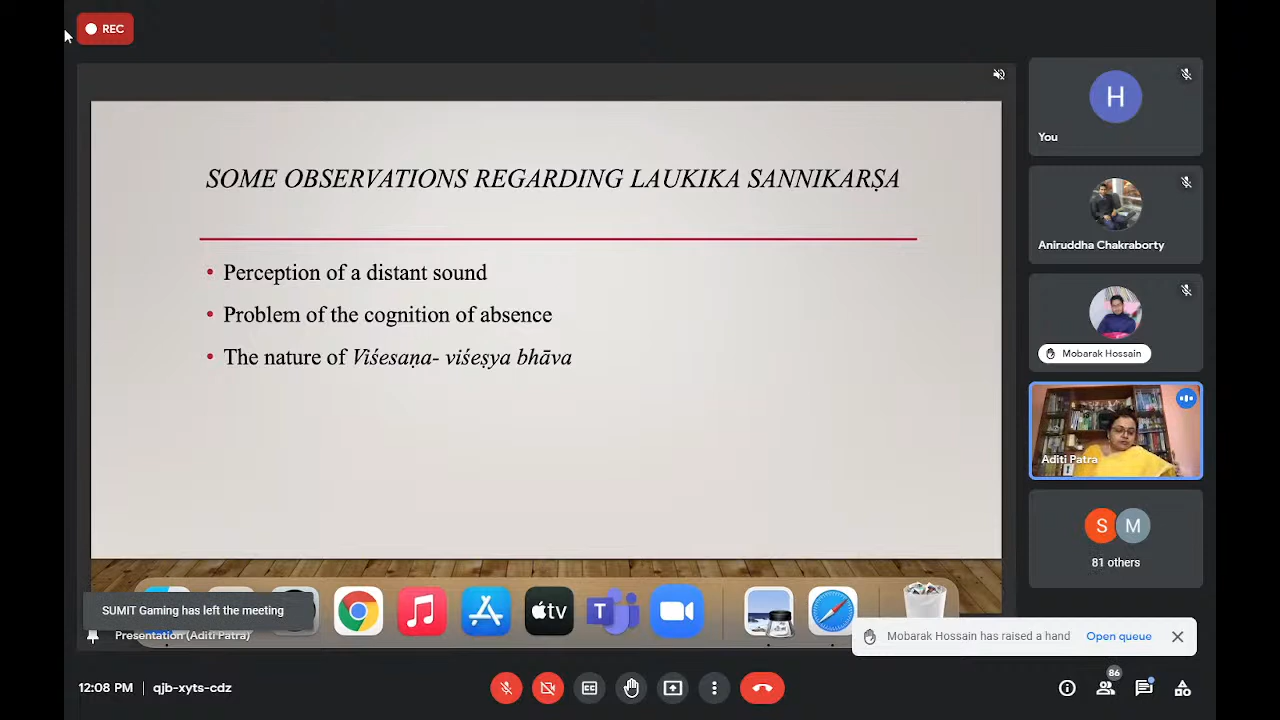 REC
SOME OBSERVATIONS REGARDING LAUKIKA SANNIKARṢA
• Perception of a distant sound
• Problem of the cognition of absence
• The nature of Viśesaṇa- viśeṣya bhāva
H
You
Aniruddha Chakraborty
Mobarak Hossain
Aditi Patra
S M
81 others
tv
T
SUMIT Gaming has left the meeting
Presentation (Aditi Patra)
Mobarak Hossain has raised a hand Open queue
12:08 PM | qjb-xyts-cdz
CC
86